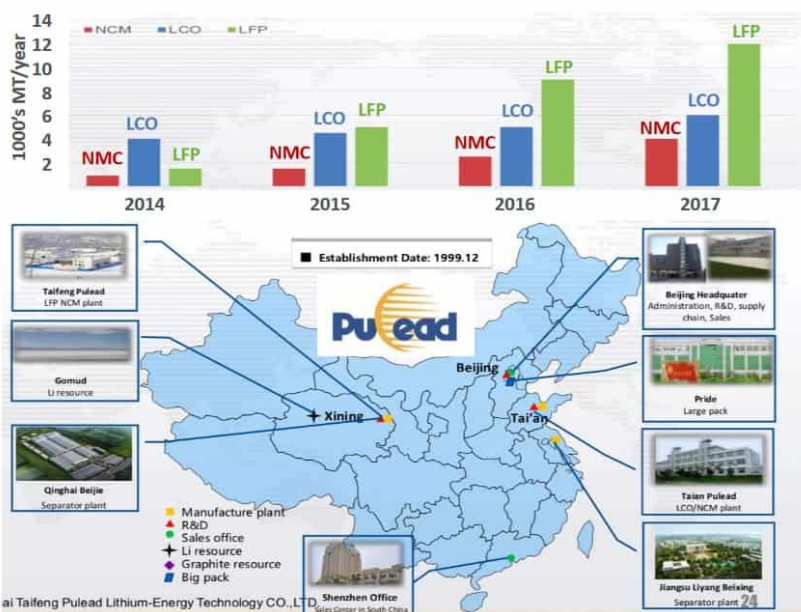 14
12
10
8
6
4
2
1000's MT/year
NCM LCO LFP
NMC LCO LFP
NMC LCO LFP
NMC LCO LFP
NMC LCO LFP
2014 2015 2016 2017
Establishment Date: 1999.12
Pulead
Taifeng Pulead
LFP NCM plant
Gomud
Li resource
Qinghai Beijie
Separator plant
Beijing Headquater
Administration, R&D, supply
chain, Sales
Pride
Large pack
Taian Pulead
LCO/NCM plant
Jiangsu Liyang Beixing
Separator plant
24
Beijing
Xining
Tai'an
Manufacture plant
R&D
Sales office
Li resource
Graphite resource
Big pack
Shenzhen Office
Sales Center in South China
ai Taifeng Pulead Lithium-Energy Technology CO.,LTD